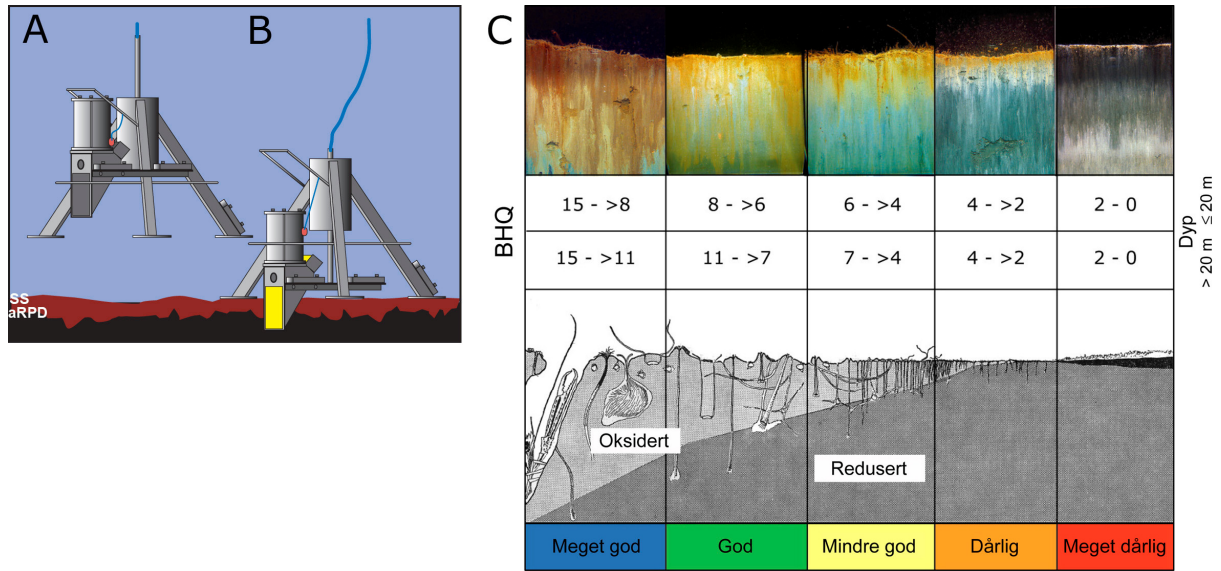 A
B
SS
aRPD
C
BHQ
15 - >8
8 - >6
6 - >4
4 - >2
2 - 0
15 - >11
11 - >7
7 - >4
4 - >2
2 - 0
Dyp
> 20 m ≤ 20 m
Oksidert
Redusert
Meget god
God
Mindre god
Dårlig
Meget dårlig